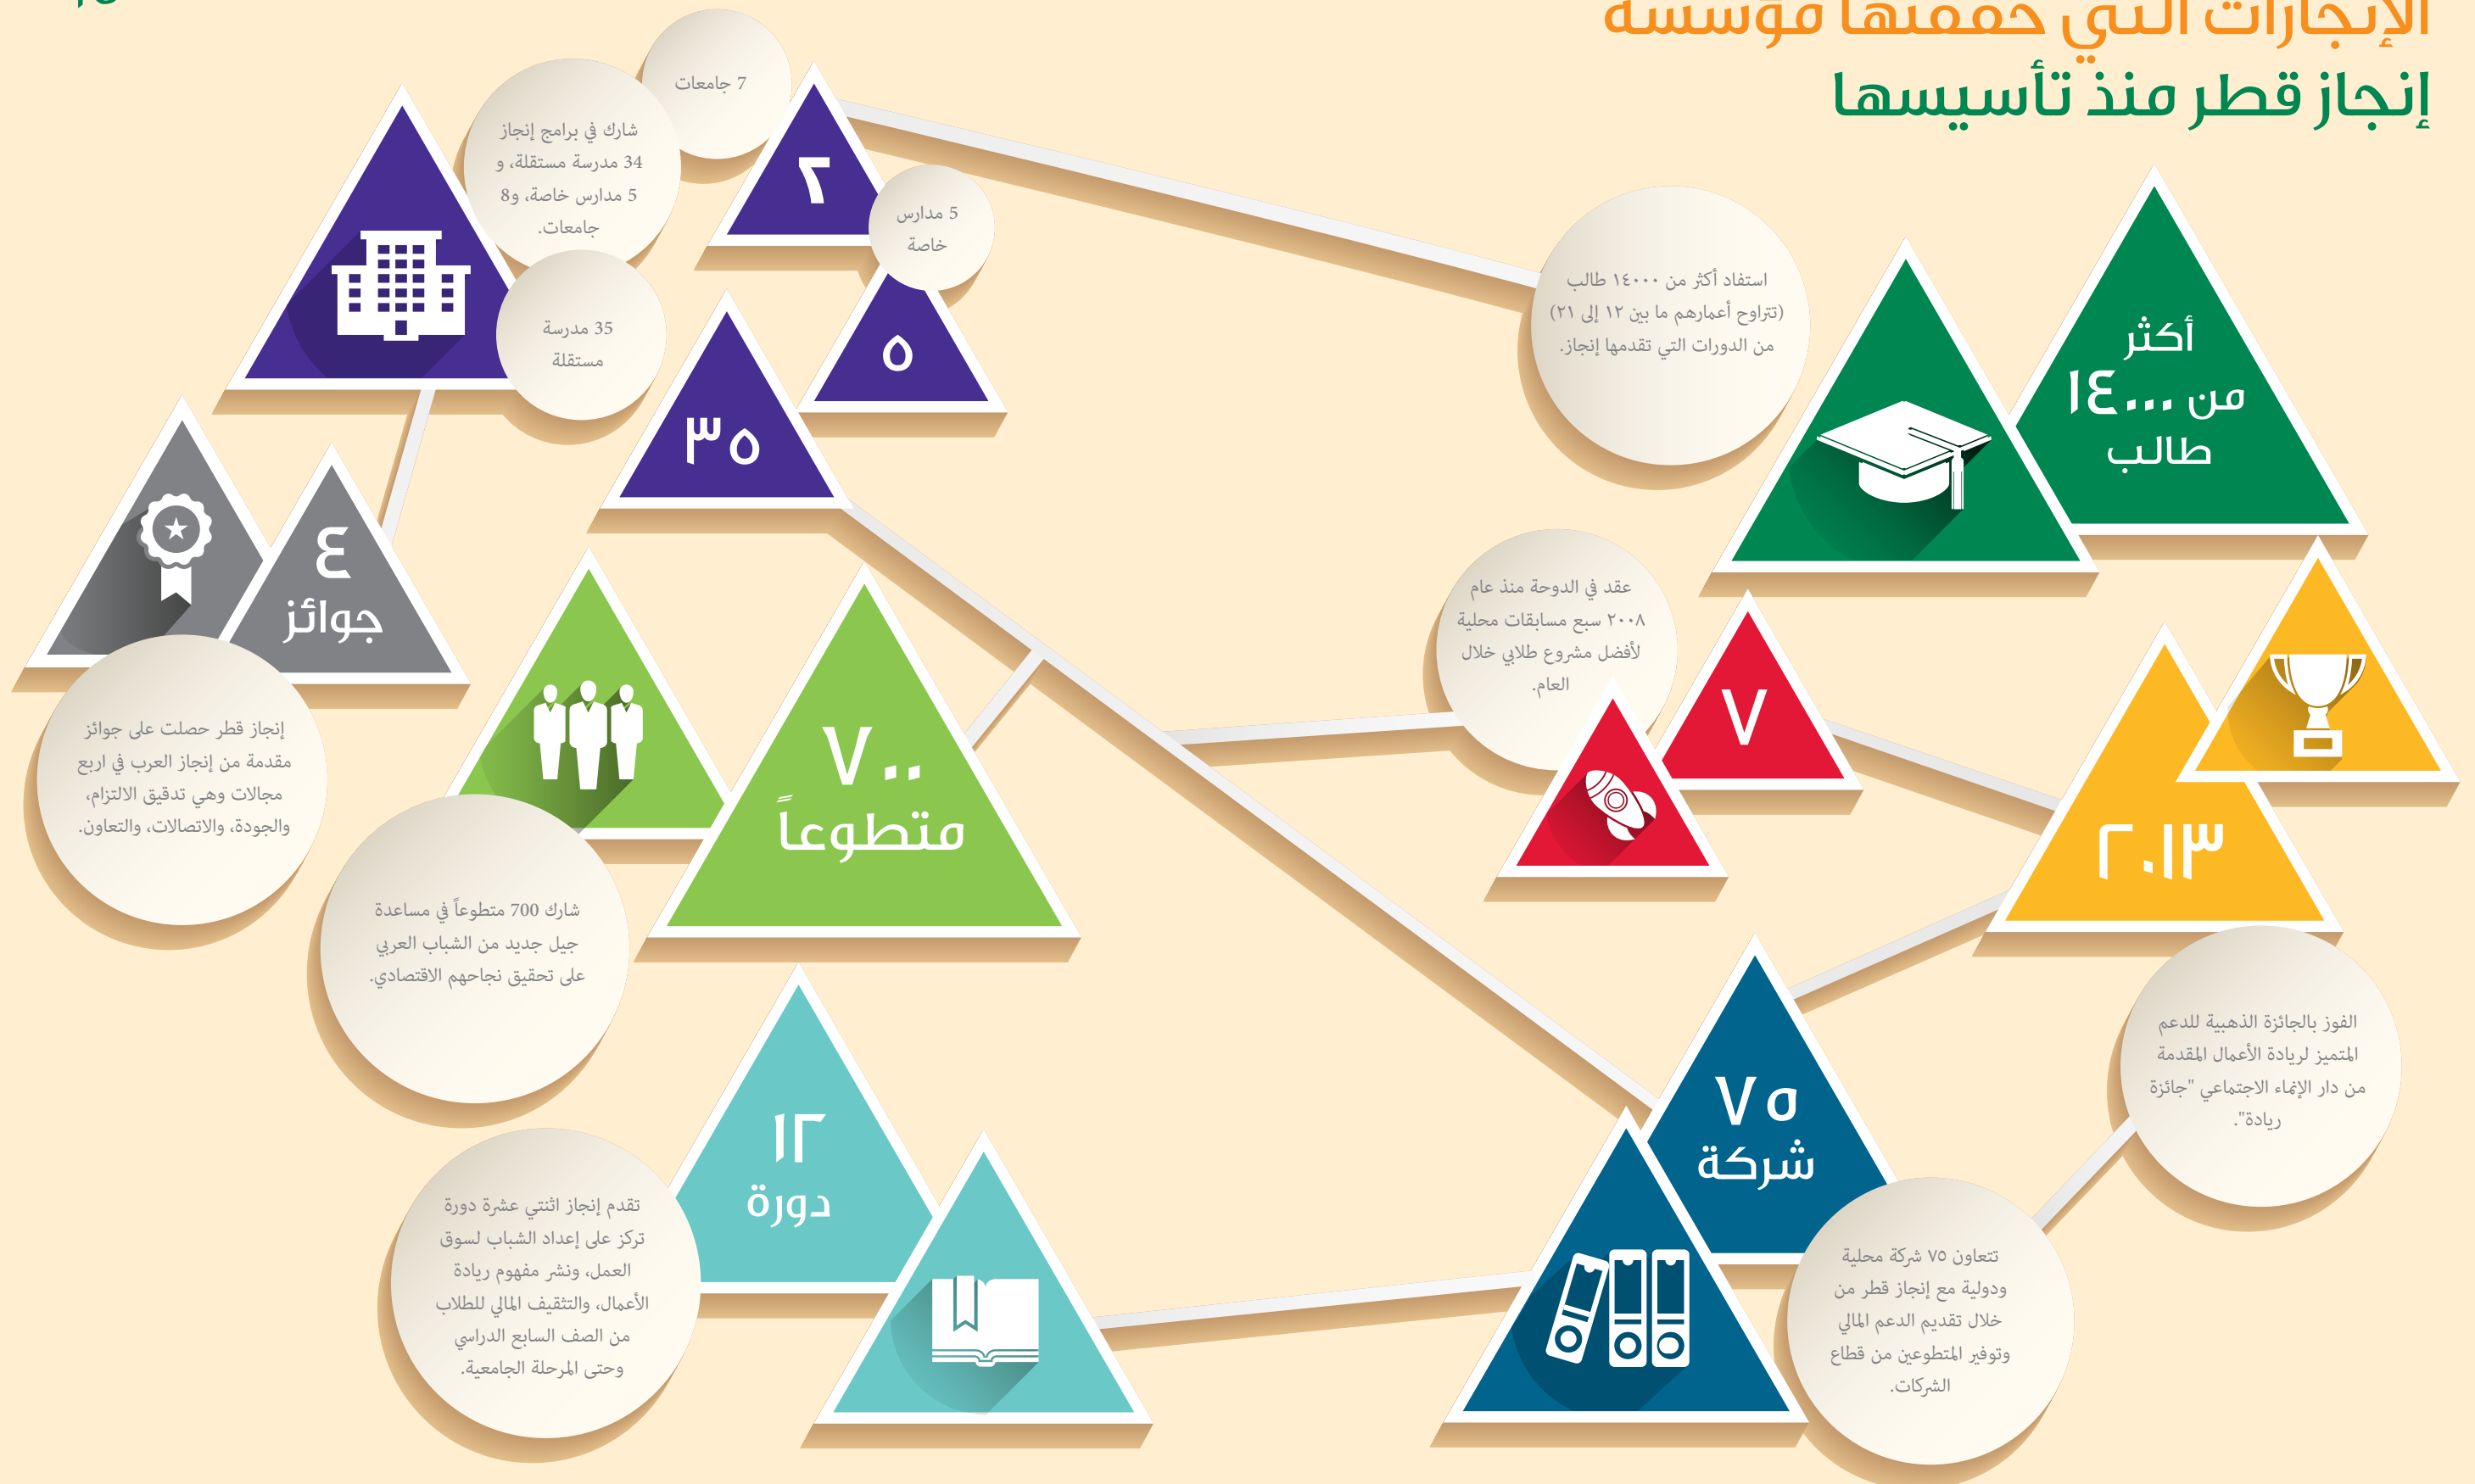 الإنجازات التي حققتها مؤسسة
إنجاز قطر منذ تأسيسها
أكثر
من ١٤٠٠٠
طالب
استفاد أكثر من ١٤٠٠٠ طالب
(تتراوح أعمارهم ما بين ١٢ إلى ٢١)
من الدورات التي تقدمها إنجاز.
7 جامعات
٢
شارك في برامج إنجاز
34 مدرسة مستقلة، و
5 مدارس خاصة، و8
جامعات.
5 مدارس
خاصة
٥
35 مدرسة
مستقلة
٣٥
٤
جوائز
إنجاز قطر حصلت على جوائز
مقدمة من إنجاز العرب في اربع
مجالات وهي تدقيق الالتزام،
والجودة، والاتصالات، والتعاون.
٧٠٠
متطوعاً
شارك 700 متطوعاً في مساعدة
جيل جديد من الشباب العربي
على تحقيق نجاحهم الاقتصادي.
عقد في الدوحة منذ عام
٢٠٠٨ سبع مسابقات محلية
لأفضل مشروع طلابي خلال
العام.
٧
٢٠١٣
الفوز بالجائزة الذهبية للدعم
المتميز لريادة الأعمال المقدمة
من دار الإنماء الاجتماعي "جائزة
ريادة".
٧٥
شركة
تتعاون ٧٥ شركة محلية
ودولية مع إنجاز قطر من
خلال تقديم الدعم المالي
وتوفير المتطوعين من قطاع
الشركات.
١٢
دورة
تقدم إنجاز اثنتي عشرة دورة
تركز على إعداد الشباب لسوق
العمل، ونشر مفهوم ريادة
الأعمال، والتثقيف المالي للطلاب
من الصف السابع الدراسي
وحتى المرحلة الجامعية.